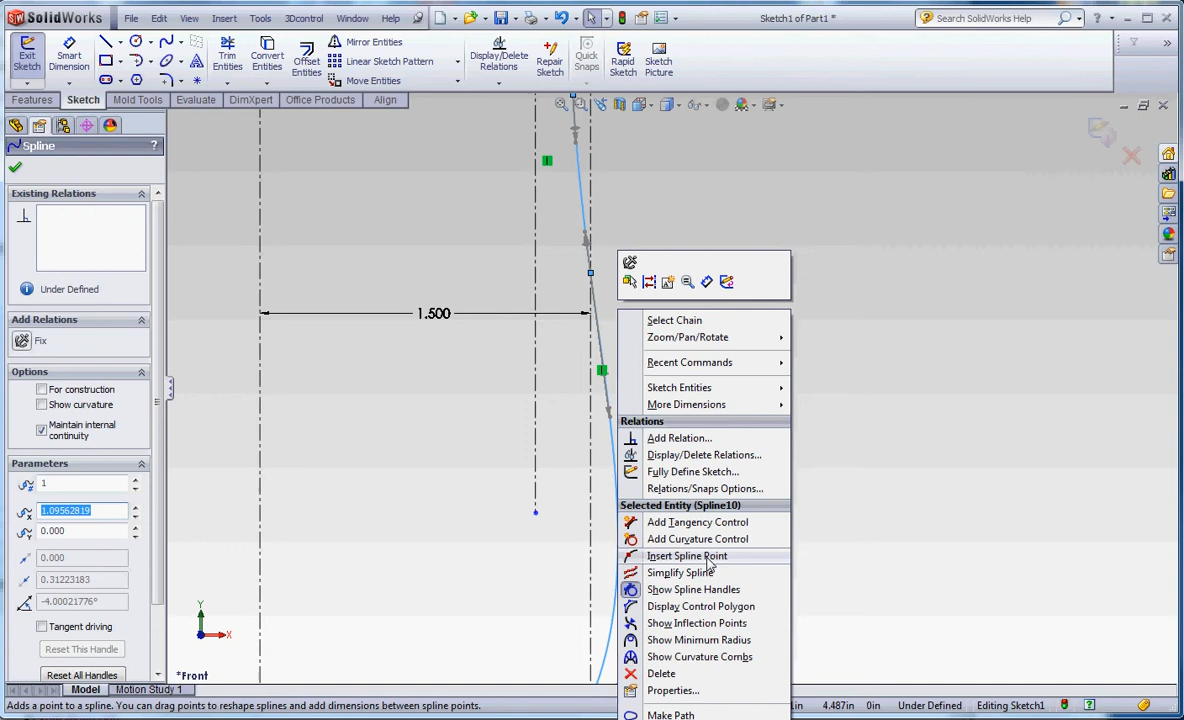 SolidWorks
File Edit View Insert Tools 3Dcontrol Window Help
Sketch1 of Part1 *
Search SolidWorks Help
Exit Sketch
Smart Dimension
Trim Entities
Convert Entities
Offset Entities
Mirror Entities
Linear Sketch Pattern
Move Entities
Display/Delete Relations
Repair Sketch
Quick Snaps
Rapid Sketch
Sketch Picture
Features Sketch Mold Tools Evaluate DimXpert Office Products Align
Spline ?
Existing Relations
Under Defined
Add Relations
Fix
Options
For construction
Show curvature
Maintain internal continuity
Parameters
1
1.09562819
0.000
0.000
0.31223183
-4.00021776°
Tangent driving
Reset This Handle
Reset All Handles
1.500
Y
X
*Front
Select Chain
Zoom/Pan/Rotate
Recent Commands
Sketch Entities
More Dimensions
Relations
Add Relation...
Display/Delete Relations...
Fully Define Sketch...
Relations/Snaps Options...
Selected Entity (Spline10)
Add Tangency Control
Add Curvature Control
Insert Spline Point
Simplify Spline
Show Spline Handles
Display Control Polygon
Show Inflection Points
Show Minimum Radius
Show Curvature Combs
Delete
Properties...
Make Path
Model Motion Study 1
Adds a point to a spline. You can drag points to reshape splines and add dimensions between spline points.
4.487in 0in Under Defined Editing Sketch1